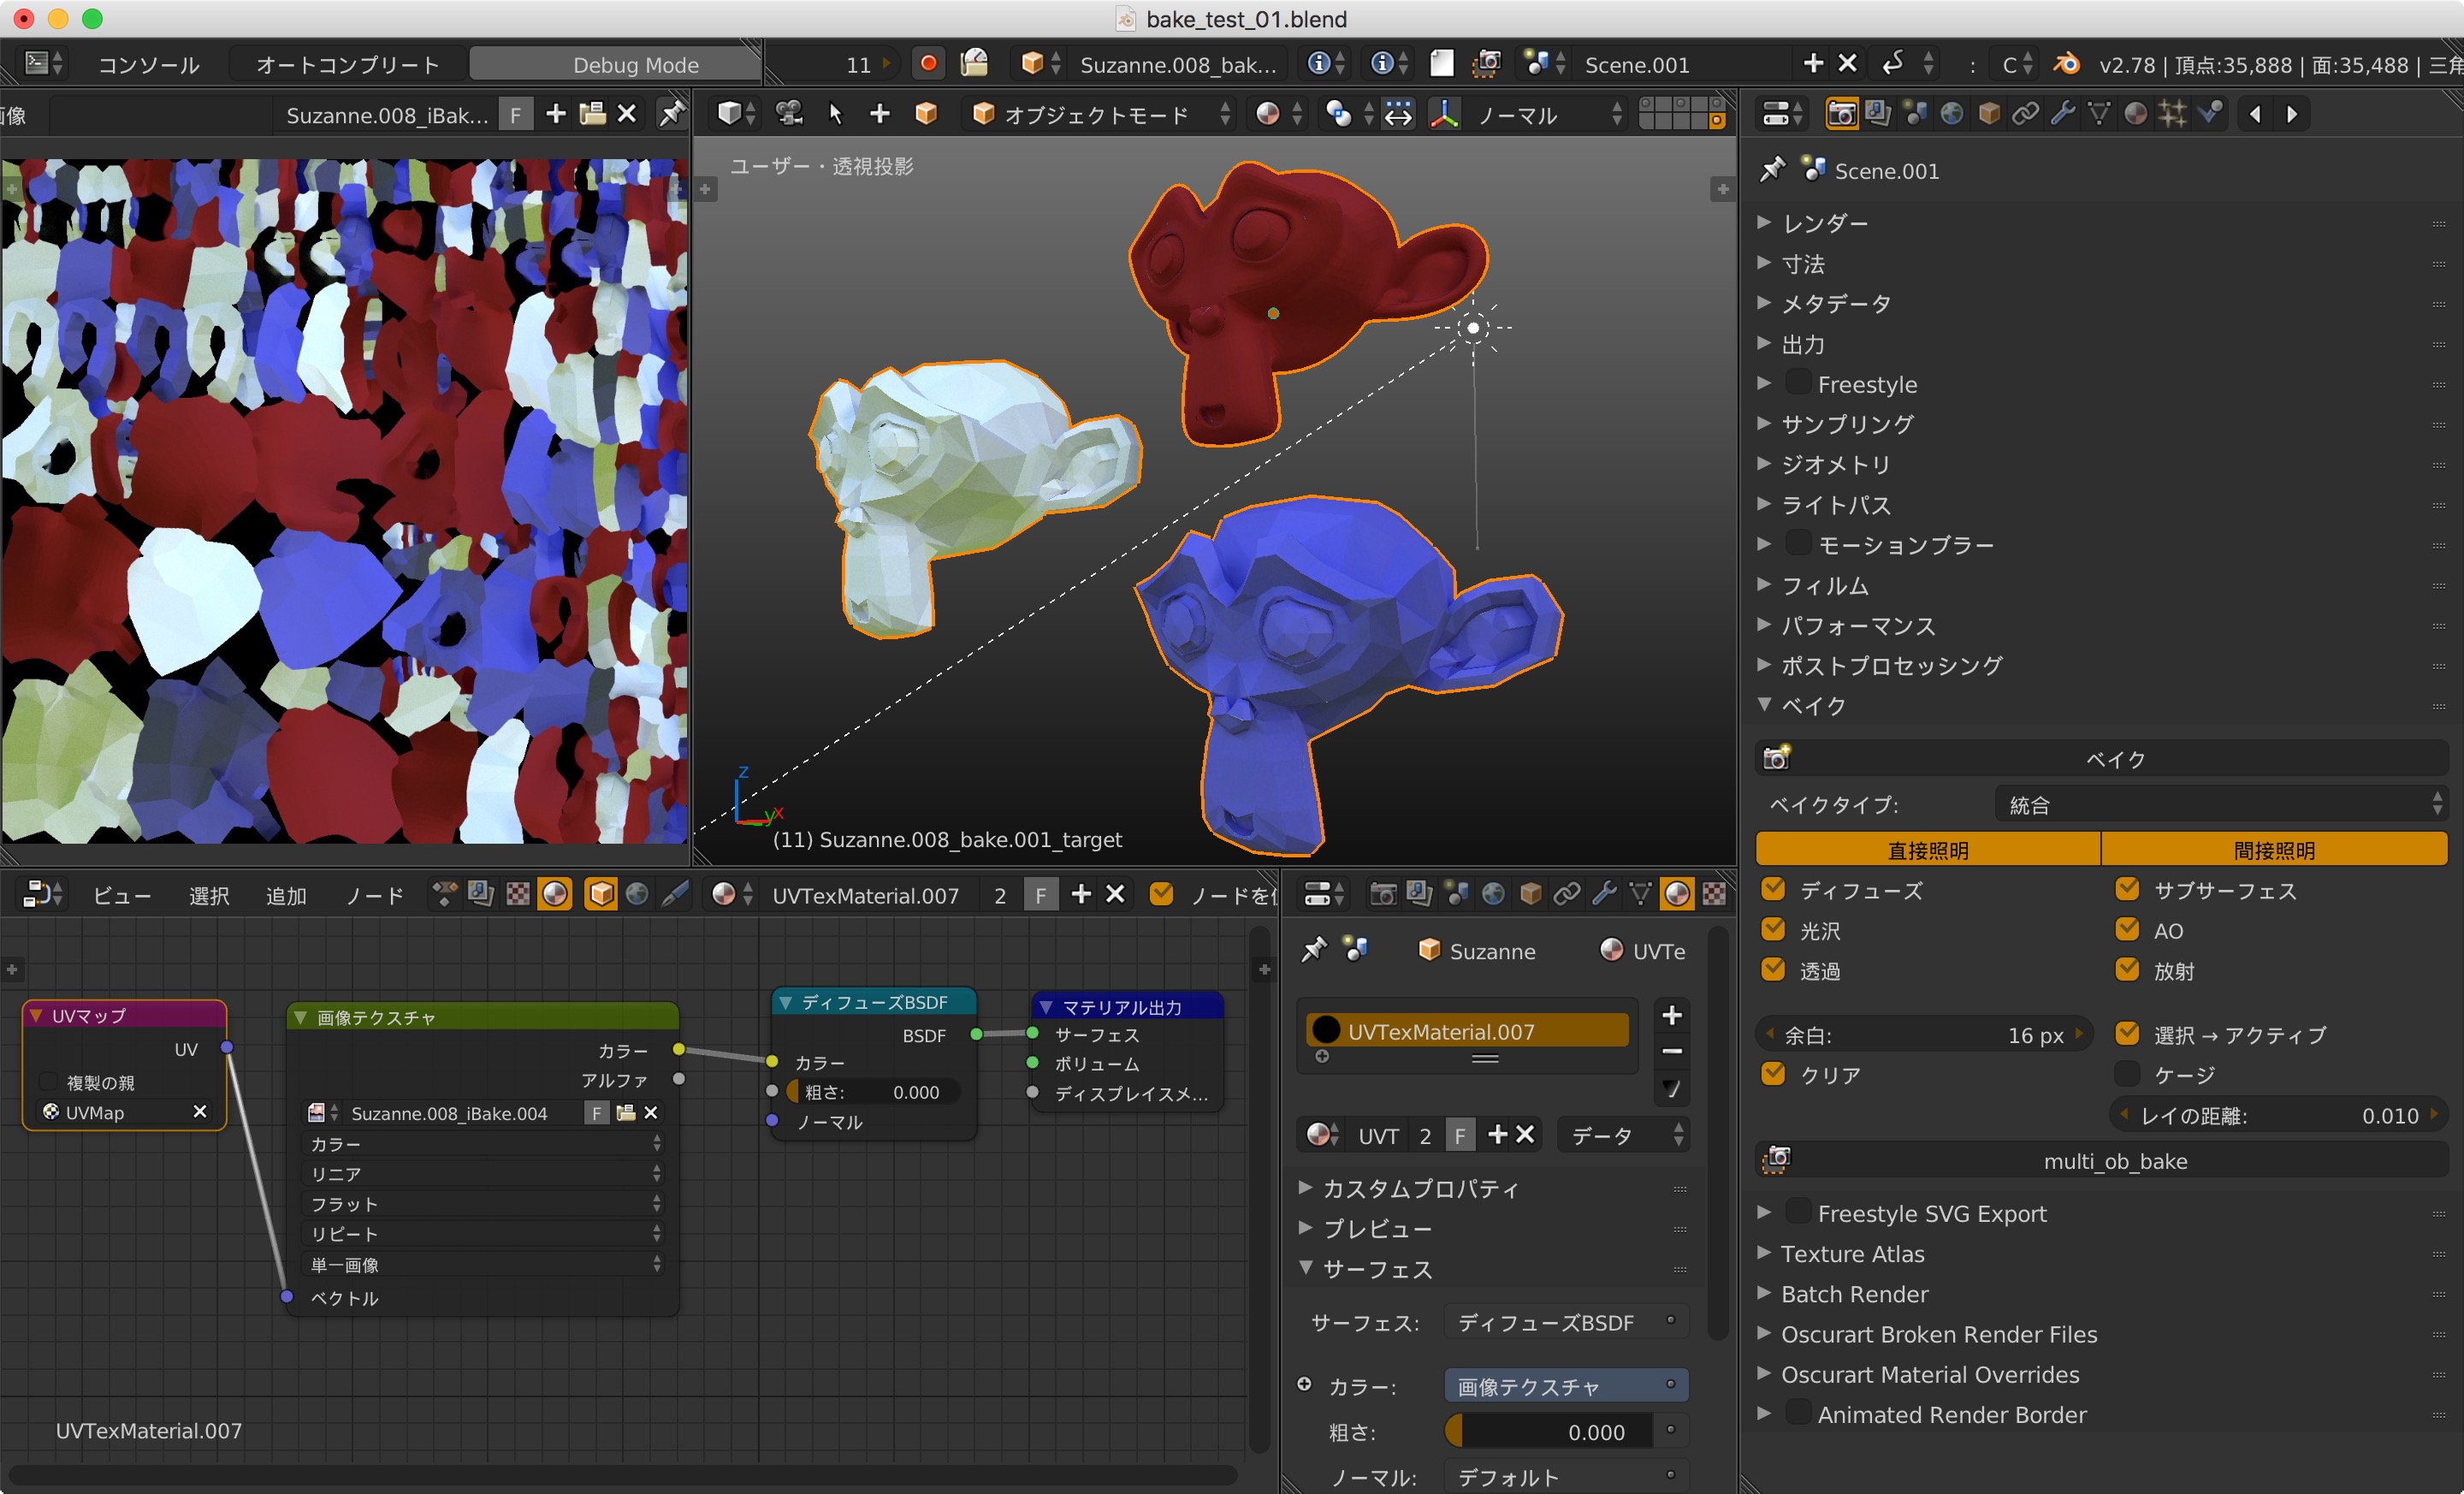 bake_test_01.blend
コンソール オートコンプリート Debug Mode
11 Suzanne.008_bak... Scene.001 : C v2.78 | 頂点:35,888 | 面:35,488 | 三角
画像 Suzanne.008_iBak... F
オブジェクトモード ノーマル
ユーザー・透視投影
z
y x
(11) Suzanne.008_bake.001_target
Scene.001
レンダー
寸法
メタデータ
出力
Freestyle
サンプリング
ジオメトリ
ライトパス
モーションブラー
フィルム
パフォーマンス
ポストプロセッシング
ベイク
ベイク
ベイクタイプ: 統合
直接照明 間接照明
ディフューズ サブサーフェス
光沢 AO
透過 放射
余白: 16 px 選択 → アクティブ
クリア ケージ
レイの距離: 0.010
multi_ob_bake
Freestyle SVG Export
Texture Atlas
Batch Render
Oscurart Broken Render Files
Oscurart Material Overrides
Animated Render Border
ビュー 選択 追加 ノード UVTexMaterial.007 2 F ノードを
UVマップ
UV
複製の親
UVMap
画像テクスチャ
カラー
アルファ
Suzanne.008_iBake.004 F
カラー
リニア
フラット
リピート
単一画像
ベクトル
ディフューズBSDF
BSDF
カラー
粗さ: 0.000
ノーマル
マテリアル出力
サーフェス
ボリューム
ディスプレイスメ...
UVTexMaterial.007
Suzanne UVTe
UVTexMaterial.007
UVT 2 F データ
カスタムプロパティ
プレビュー
サーフェス
サーフェス: ディフューズBSDF
カラー: 画像テクスチャ
粗さ: 0.000
ノーマル: デフォルト